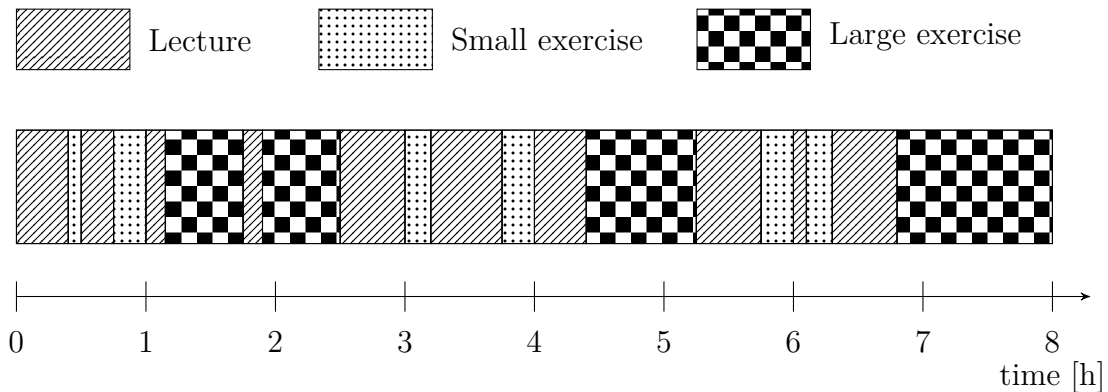 Lecture
Small exercise
Large exercise
0 1 2 3 4 5 6 7 8
time [h]